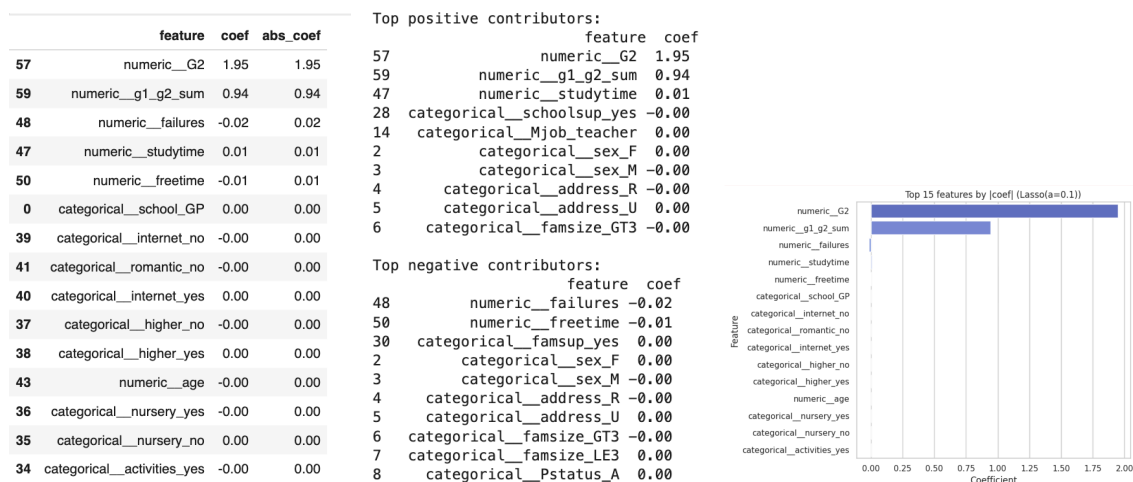 feature coef abs_coef
57 numeric__G2 1.95 1.95
59 numeric__g1_g2_sum 0.94 0.94
48 numeric__failures -0.02 0.02
47 numeric__studytime 0.01 0.01
50 numeric__freetime -0.01 0.01
0 categorical__school_GP 0.00 0.00
39 categorical__internet_no -0.00 0.00
41 categorical__romantic_no -0.00 0.00
40 categorical__internet_yes 0.00 0.00
37 categorical__higher_no -0.00 0.00
38 categorical__higher_yes 0.00 0.00
43 numeric__age -0.00 0.00
36 categorical__nursery_yes -0.00 0.00
35 categorical__nursery_no 0.00 0.00
34 categorical__activities_yes -0.00 0.00
Top positive contributors:
feature coef
57 numeric__G2 1.95
59 numeric__g1_g2_sum 0.94
47 numeric__studytime 0.01
28 categorical__schoolsup_yes -0.00
14 categorical__Mjob_teacher 0.00
2 categorical__sex_F 0.00
3 categorical__sex_M -0.00
4 categorical__address_R -0.00
5 categorical__address_U 0.00
6 categorical__famsize_GT3 -0.00
Top negative contributors:
feature coef
48 numeric__failures -0.02
50 numeric__freetime -0.01
30 categorical__famsup_yes 0.00
2 categorical__sex_F 0.00
3 categorical__sex_M -0.00
4 categorical__address_R -0.00
5 categorical__address_U 0.00
6 categorical__famsize_GT3 -0.00
7 categorical__famsize_LE3 0.00
8 categorical__Pstatus_A 0.00
Top 15 features by |coef| (Lasso(a=0.1))
Feature
numeric__G2
numeric__g1_g2_sum
numeric__failures
numeric__studytime
numeric__freetime
categorical__school_GP
categorical__internet_no
categorical__romantic_no
categorical__internet_yes
categorical__higher_no
categorical__higher_yes
numeric__age
categorical__nursery_yes
categorical__nursery_no
categorical__activities_yes
0.00 0.25 0.50 0.75 1.00 1.25 1.50 1.75 2.00
Coefficient